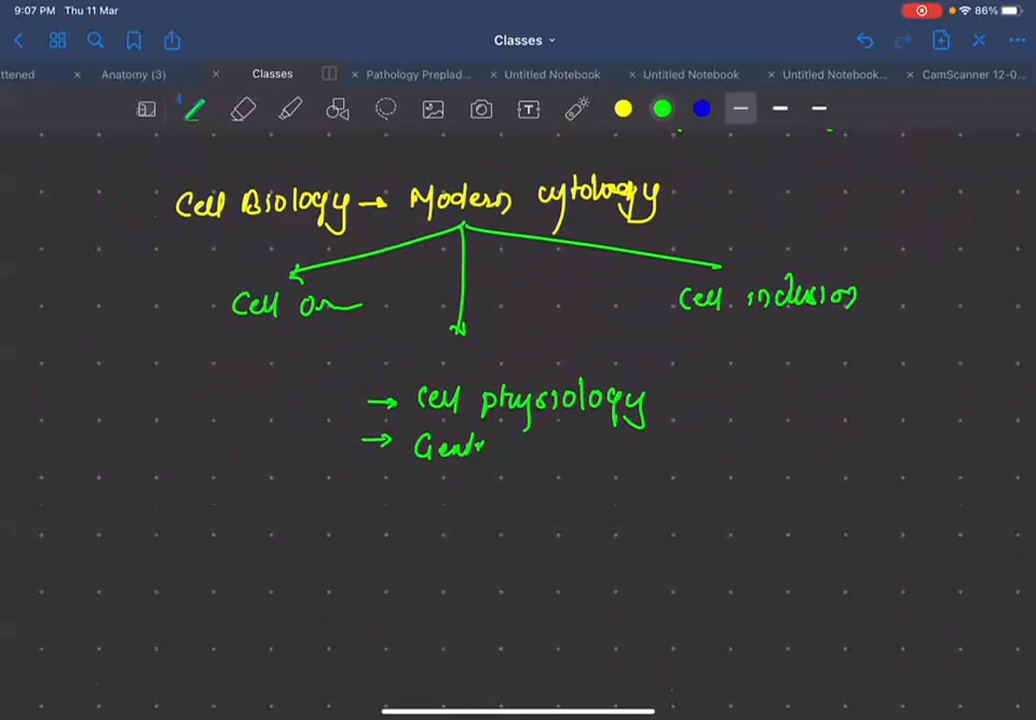 9:07 PM Thu 11 Mar
86%
Classes
ttened
Anatomy (3)
Classes
Pathology Preplad...
Untitled Notebook
Untitled Notebook
Untitled Notebook...
CamScanner 12-0...
T
Cell Biology → Modern cytology
Cell
Cell inclusion
→ Cell physiology
→